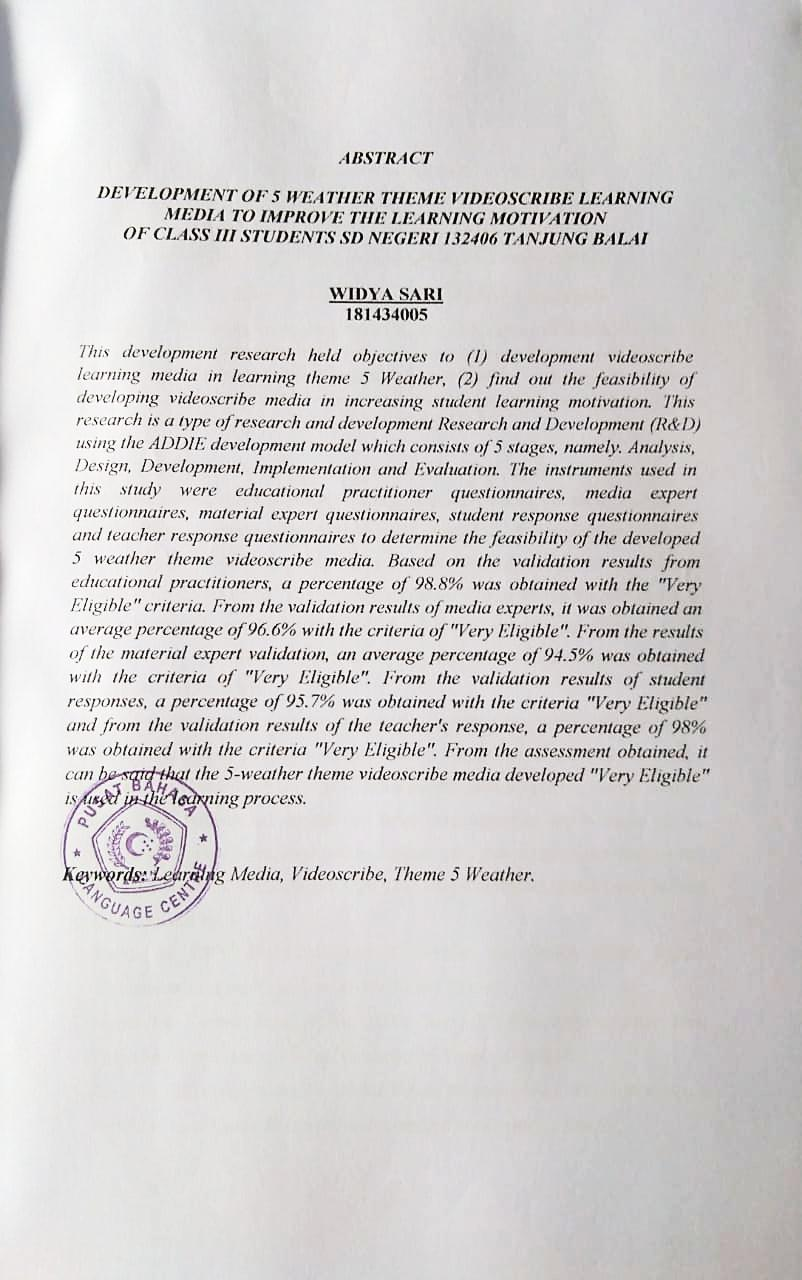 ABSTRACT
DEVELOPMENT OF 5 WEATHER THEME VIDEOSCRIBE LEARNING
MEDIA TO IMPROVE THE LEARNING MOTIVATION
OF CLASS III STUDENTS SD NEGERI 132406 TANJUNG BALAI
WIDYA SARI
181434005
This development research held objectives to (1) development videoscribe
learning media in learning theme 5 Weather, (2) find out the feasibility of
developing videoscribe media in increasing student learning motivation. This
research is a type of research and development Research and Development (R&D)
using the ADDIE development model which consists of 5 stages, namely. Analysis,
Design, Development, Implementation and Evaluation. The instruments used in
this study were educational practitioner questionnaires, media expert
questionnaires, material expert questionnaires, student response questionnaires
and teacher response questionnaires to determine the feasibility of the developed
5 weather theme videoscribe media. Based on the validation results from
educational practitioners, a percentage of 98.8% was obtained with the "Very
Eligible" criteria. From the validation results of media experts, it was obtained an
average percentage of 96.6% with the criteria of "Very Eligible". From the results
of the material expert validation, an average percentage of 94.5% was obtained
with the criteria of "Very Eligible". From the validation results of student
responses, a percentage of 95.7% was obtained with the criteria "Very Eligible"
and from the validation results of the teacher's response, a percentage of 98%
was obtained with the criteria "Very Eligible". From the assessment obtained, it
can be said that the 5-weather theme videoscribe media developed "Very Eligible"
is used in the learning process.
PUSAT BAHASA
LANGUAGE CENTRE
Keywords: Learning Media, Videoscribe, Theme 5 Weather.